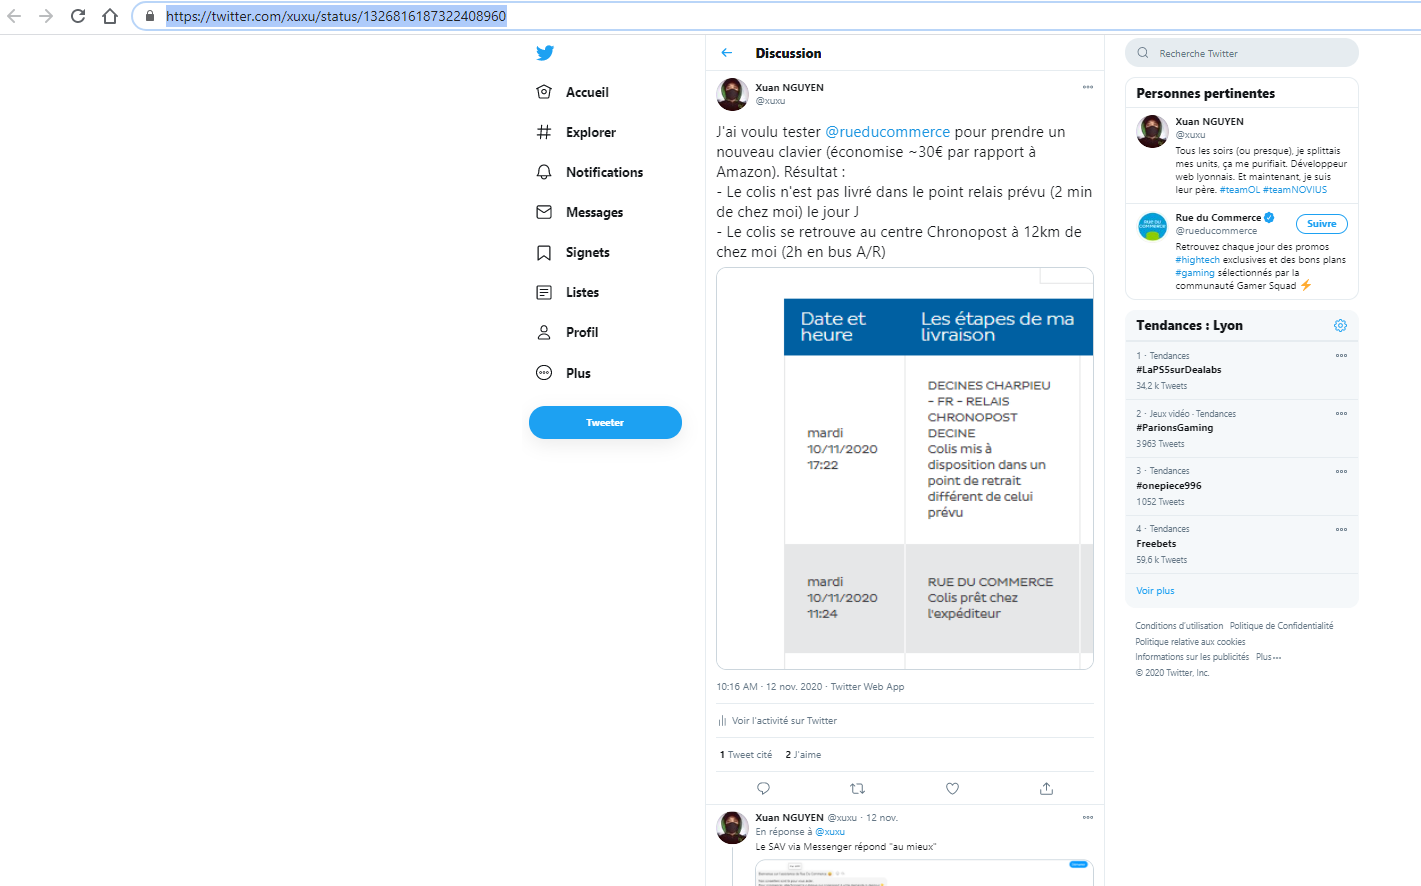 https://twitter.com/xuxu/status/1326816187322408960
Accueil
Explorer
Notifications
Messages
Signets
Listes
Profil
Plus
Tweeter
Discussion
Xuan NGUYEN
@xuxu
J'ai voulu tester @rueducommerce pour prendre un
nouveau clavier (économise ~30€ par rapport à
Amazon). Résultat :
- Le colis n'est pas livré dans le point relais prévu (2 min
de chez moi) le jour J
- Le colis se retrouve au centre Chronopost à 12km de
chez moi (2h en bus A/R)
Date et
heure
Les étapes de ma
livraison
mardi
10/11/2020
17:22
DECINES CHARPIEU
- FR - RELAIS
CHRONOPOST
DECINE
Colis mis à
disposition dans un
point de retrait
différent de celui
prévu
mardi
10/11/2020
11:24
RUE DU COMMERCE
Colis prêt chez
l'expéditeur
10:16 AM · 12 nov. 2020 · Twitter Web App
Voir l'activité sur Twitter
1 Tweet cité 2 J'aime
Xuan NGUYEN @xuxu · 12 nov.
En réponse à @xuxu
Le SAV via Messenger répond "au mieux"
Recherche Twitter
Personnes pertinentes
Xuan NGUYEN
@xuxu
Tous les soirs (ou presque), je splittais
mes units, ça me purifiait. Développeur
web lyonnais. Et maintenant, je suis
leur père. #teamOL #teamNOVIUS
RUE DU
COMMERCE
Rue du Commerce
@rueducommerce
Suivre
Retrouvez chaque jour des promos
#hightech exclusives et des bons plans
#gaming sélectionnés par la
communauté Gamer Squad ⚡
Tendances : Lyon
1 · Tendances
#LaPS5surDealabs
34,2 k Tweets
2 · Jeux vidéo · Tendances
#ParionsGaming
3 963 Tweets
3 · Tendances
#onepiece996
1 052 Tweets
4 · Tendances
Freebets
59,6 k Tweets
Voir plus
Conditions d'utilisation Politique de Confidentialité
Politique relative aux cookies
Informations sur les publicités Plus
© 2020 Twitter, Inc.